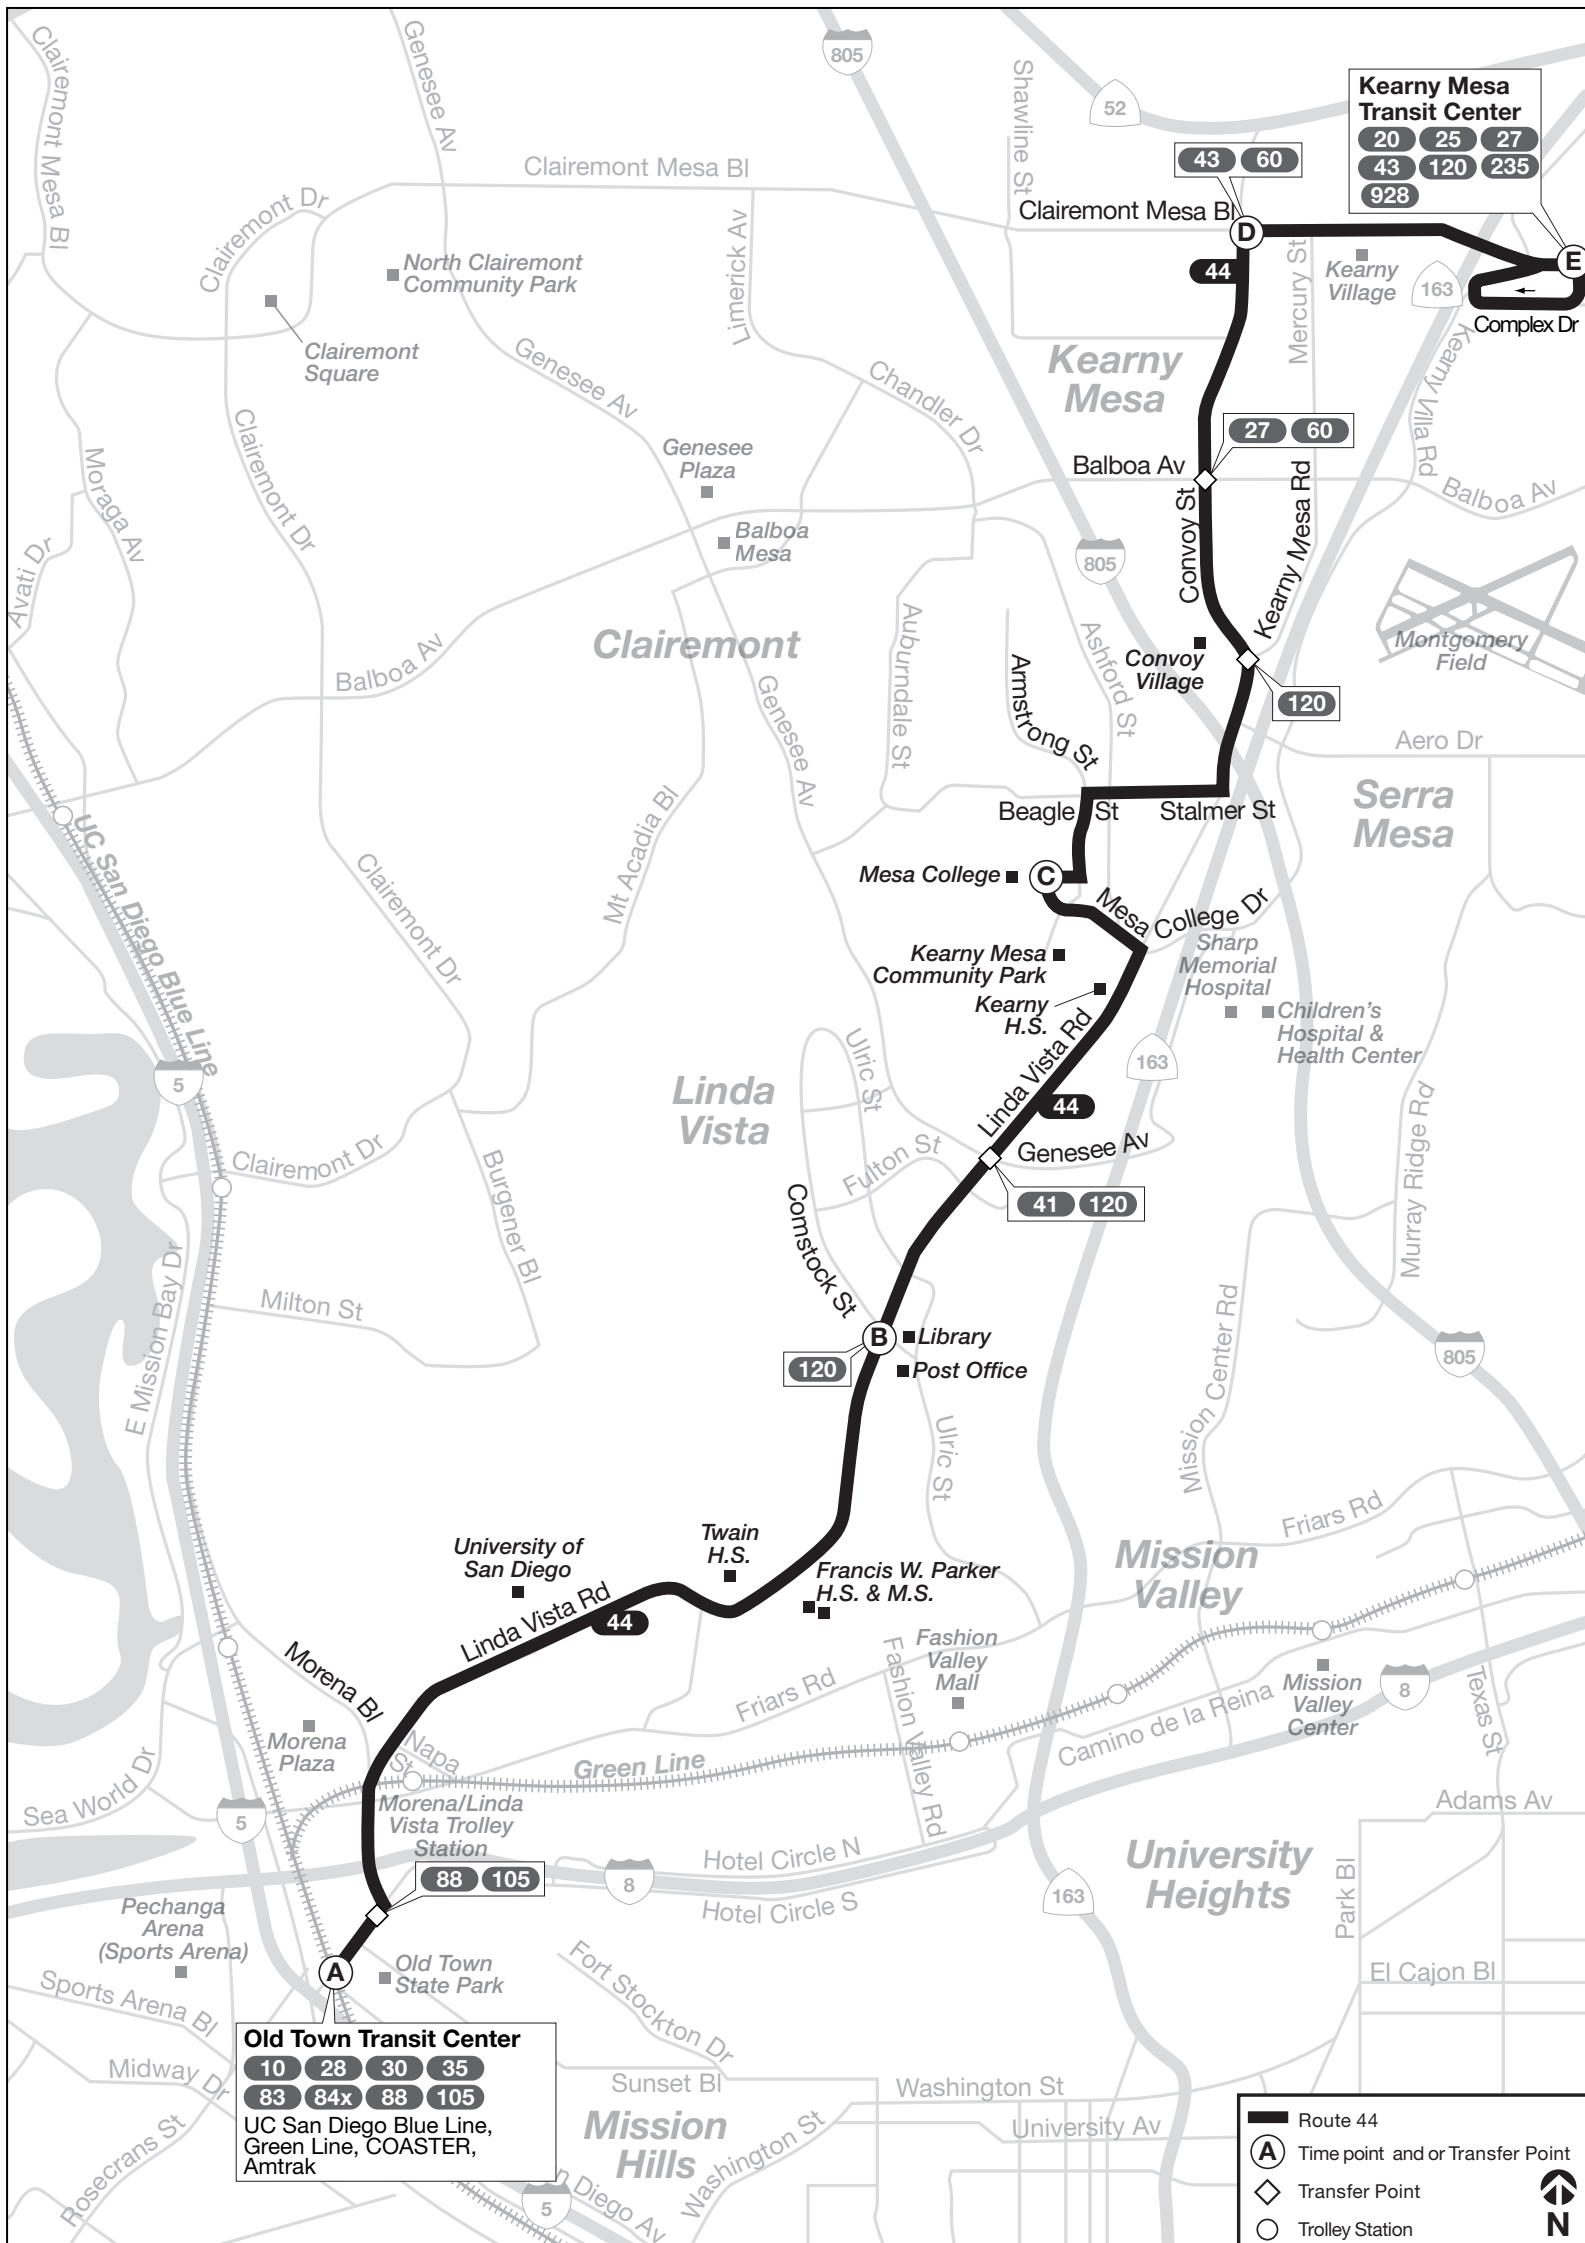 Clairemont Mesa Bl
Genesee Av
805
Shawline St
52
Kearny Mesa
Transit Center
20 25 27
43 120 235
928
43 60
Clairemont Mesa Bl
Clairemont Mesa Bl
D
E
44
Clairemont Dr
North Clairemont
Community Park
Limerick Av
Mercury St
Kearny
Village
163
Complex Dr
Clairemont
Square
Genesee Av
Kearny
Mesa
Chandler Dr
Kearny Villa Rd
27 60
Clairemont Dr
Genesee
Plaza
Moraga Av
Balboa Av
Balboa Av
Balboa
Mesa
Convoy St
Kearny Mesa Rd
805
Avati Dr
Clairemont
Auburndale St
Ashford St
Armstrong St
Convoy
Village
Montgomery
Field
Balboa Av
Genesee Av
120
Aero Dr
Serra
Mesa
Beagle St
Stalmer St
UC San Diego Blue Line
Mt Acadia Bl
Clairemont Dr
Mesa College
C
Mesa College Dr
Kearny Mesa
Community Park
Kearny
H.S.
Sharp
Memorial
Hospital
Children's
Hospital &
Health Center
5
Ulric St
Linda Vista Rd
163
44
Linda
Vista
Murray Ridge Rd
Clairemont Dr
Burgener Bl
Fulton St
Genesee Av
41 120
Comstock St
E Mission Bay Dr
Milton St
Mission Center Rd
B
Library
120
Post Office
805
Ulric St
University of
San Diego
Twain
H.S.
Francis W. Parker
H.S. & M.S.
Friars Rd
Mission
Valley
Linda Vista Rd
44
Morena Bl
Fashion
Valley
Mall
Fashion Valley Rd
Friars Rd
Mission
Valley
Center
8
Texas St
Camino de la Reina
Morena
Plaza
Napa
St
Green Line
Sea World Dr
5
Morena/Linda
Vista Trolley
Station
Adams Av
88 105
8
Hotel Circle N
Hotel Circle S
163
University
Heights
Park Bl
Pechanga
Arena
(Sports Arena)
A
Old Town
State Park
Fort Stockton Dr
El Cajon Bl
Sports Arena Bl
Old Town Transit Center
10 28 30 35
83 84x 88 105
UC San Diego Blue Line,
Green Line, COASTER,
Amtrak
Midway Dr
Sunset Bl
Washington St
University Av
Mission
Hills
Washington St
Rosecrans St
5
n Diego Av
Route 44
A Time point and or Transfer Point
Transfer Point
Trolley Station
N